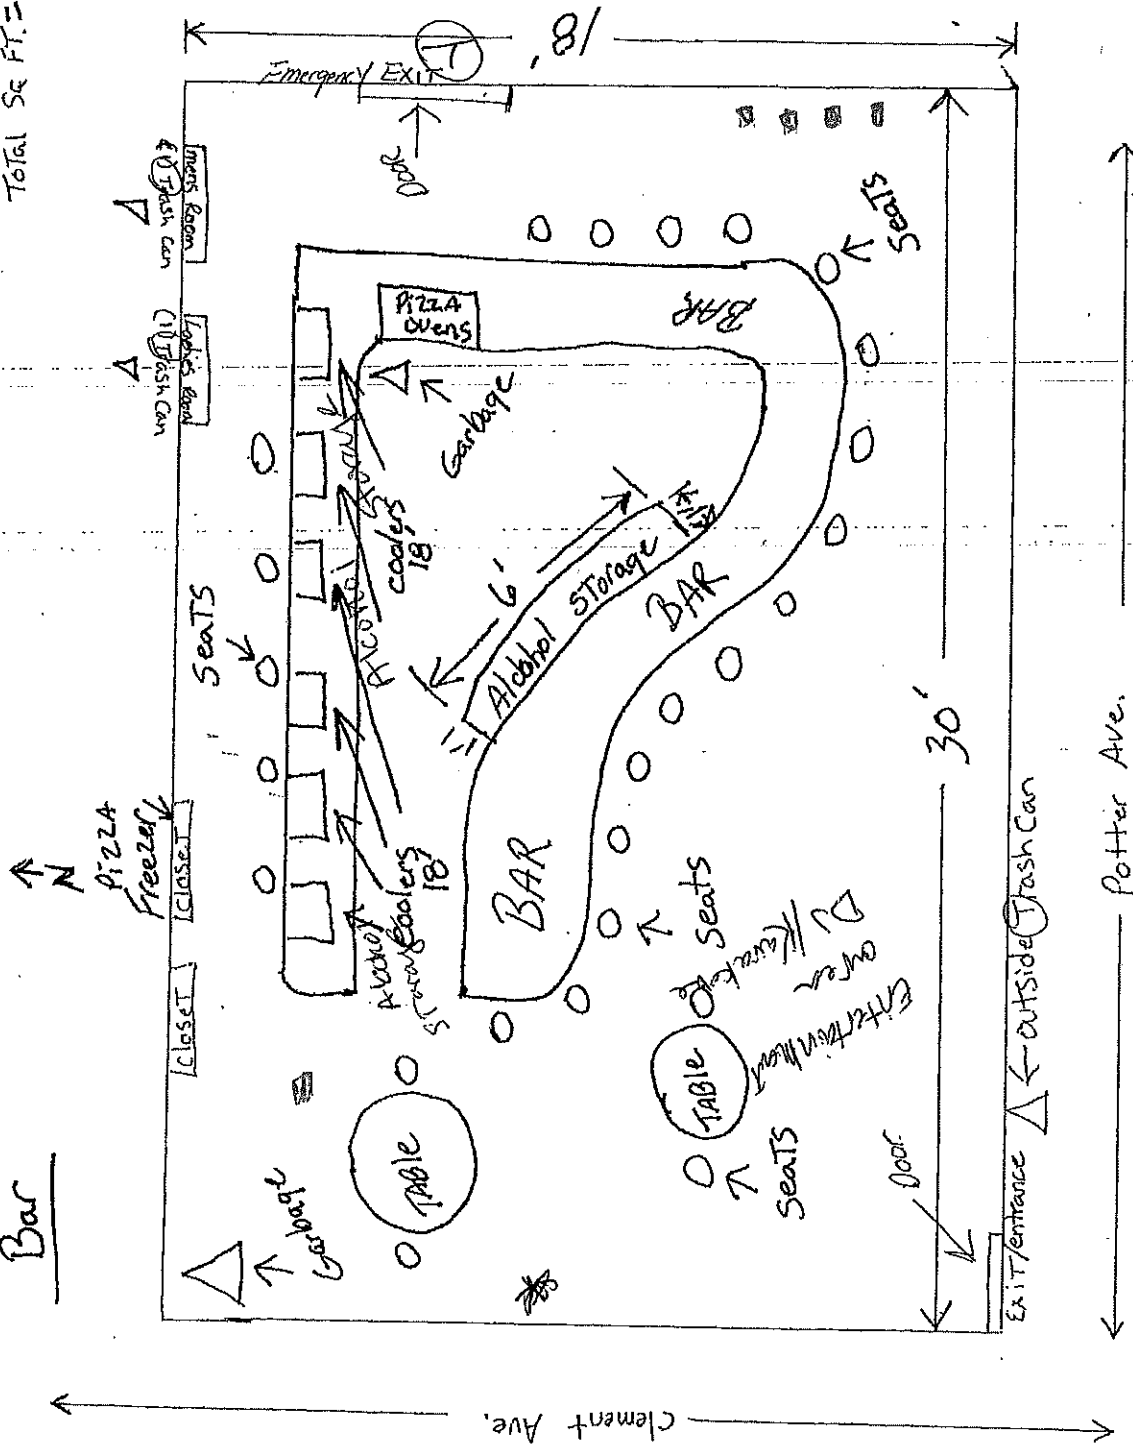 Bar
N
Total Sq FT. =
Pizza
Freezer
Closet
Closet
Ladies Room
(1) Trash Can
Mens Room
(1) Trash Can
Seats
Emergency Exit
Door
18'
Garbage
Alcohol
Storage
Coolers
18'
Alcohol
Storage
Coolers
18'
Pizza
Ovens
Garbage
6'
Alcohol Storage
BAR
BAR
BAR
Seats
Seats
TABle
TABle
Seats
Entertainment
area
DJ
30'
Door
Exit/entrance
outside Trash Can
Clement Ave.
Potter Ave.